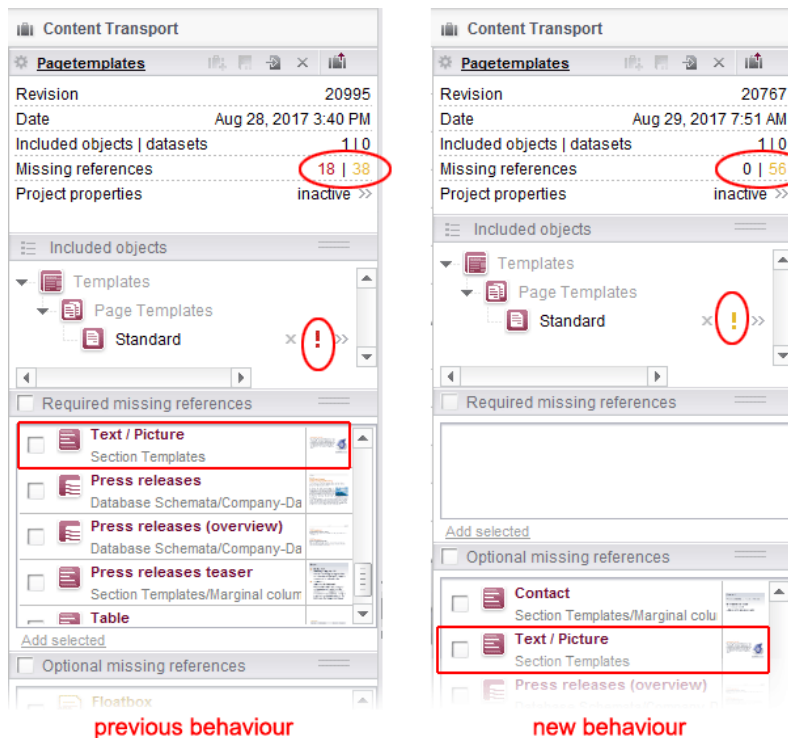 Content Transport
Pagetemplates
Revision 20995
Date Aug 28, 2017 3:40 PM
Included objects | datasets 1 | 0
Missing references 18 | 38
Project properties inactive >>
Included objects
Templates
Page Templates
Standard × ! >>
Required missing references
Text / Picture
Section Templates
Press releases
Database Schemata/Company-Da
Press releases (overview)
Database Schemata/Company-Da
Press releases teaser
Section Templates/Marginal colum
Table
Add selected
Optional missing references
Floatbox
previous behaviour
Content Transport
Pagetemplates
Revision 20767
Date Aug 29, 2017 7:51 AM
Included objects | datasets 1 | 0
Missing references 0 | 56
Project properties inactive >>
Included objects
Templates
Page Templates
Standard × ! >>
Required missing references
Add selected
Optional missing references
Contact
Section Templates/Marginal colu
Text / Picture
Section Templates
Press releases (overview)
new behaviour